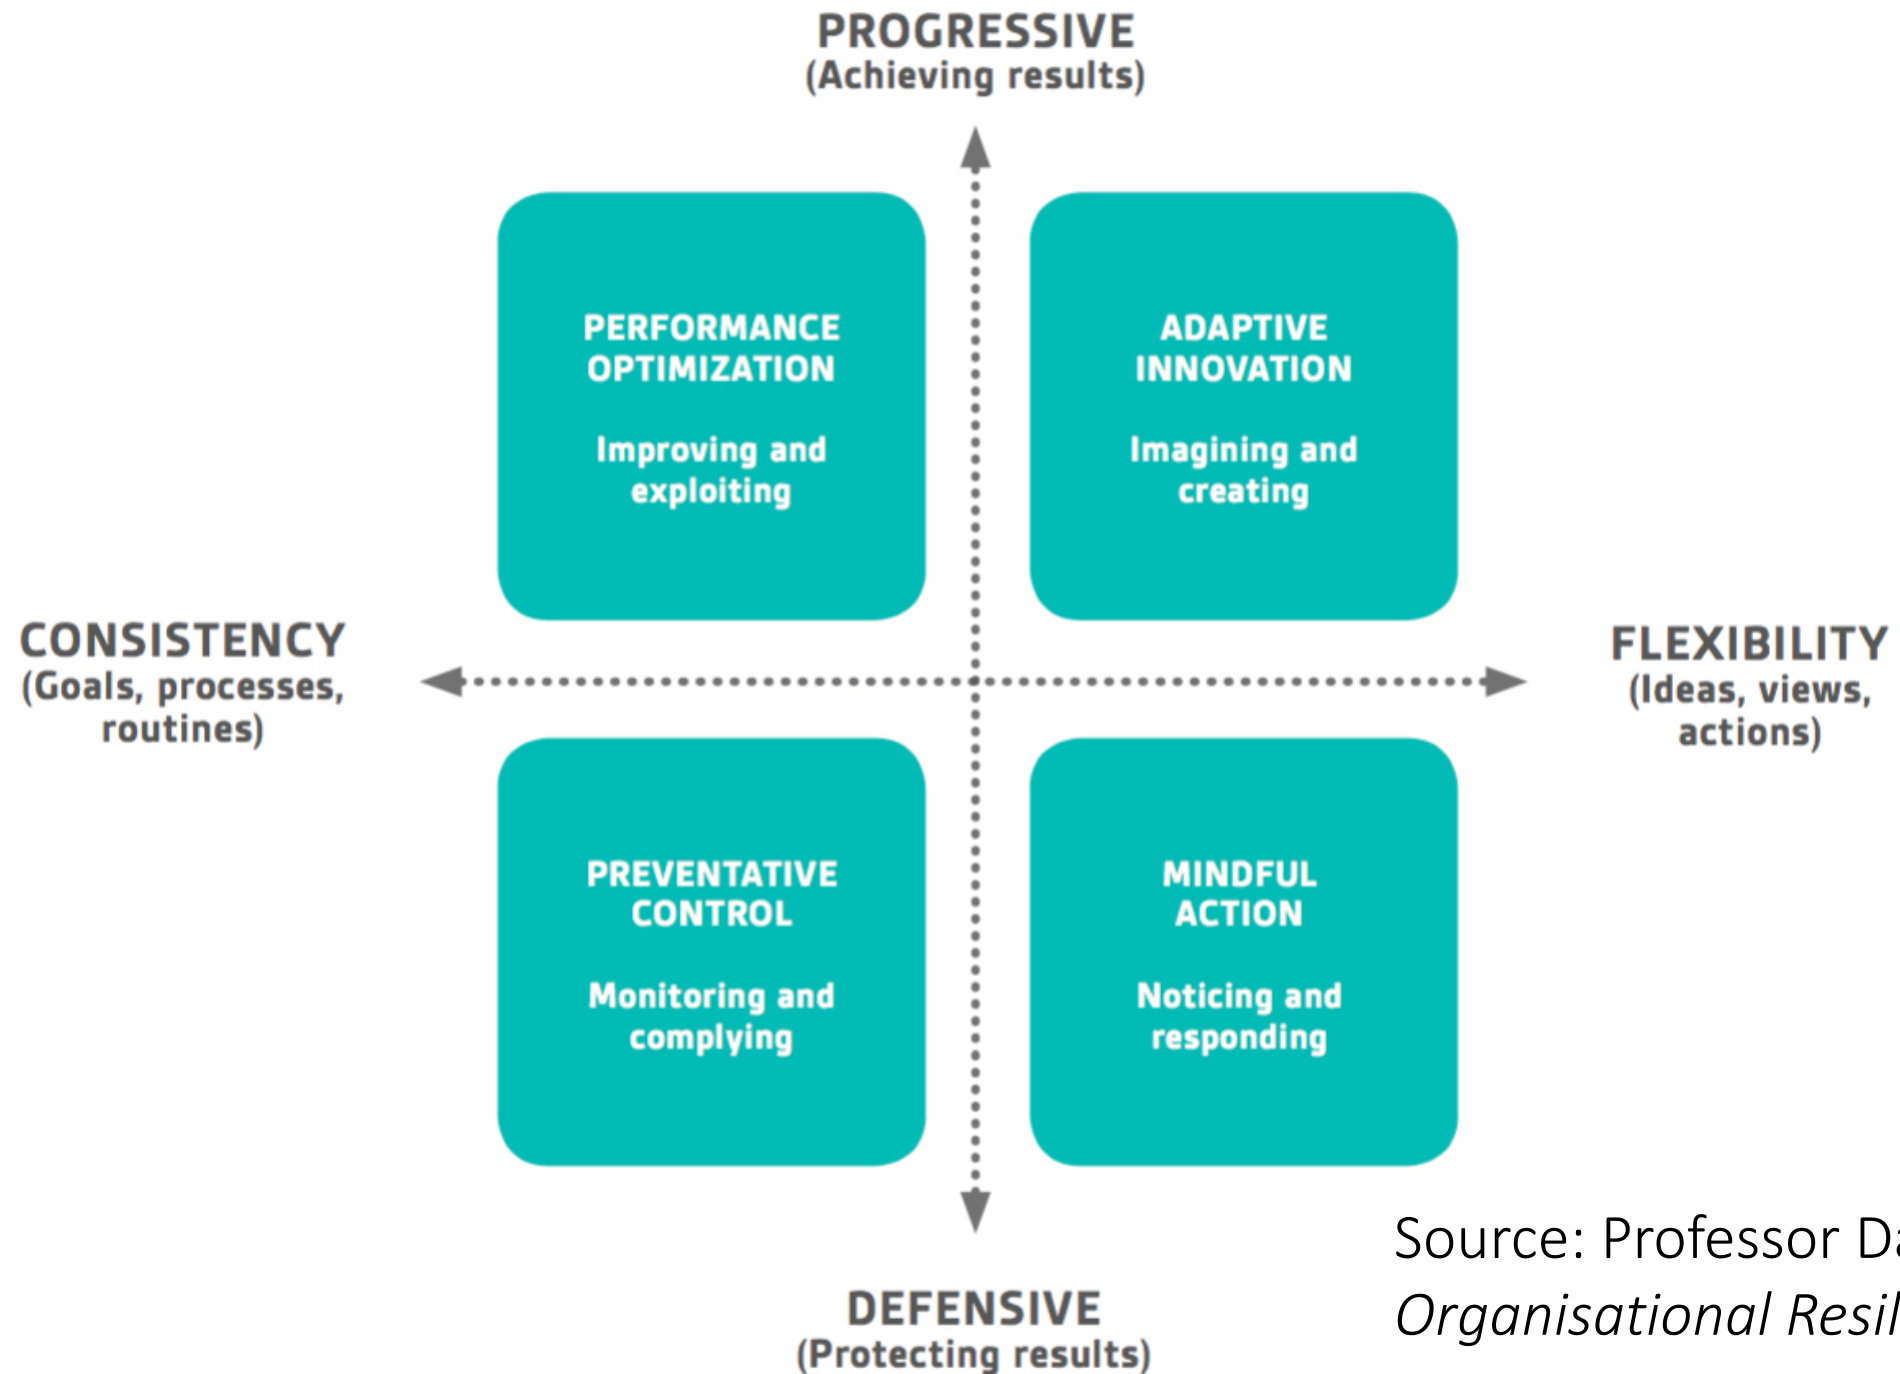 PROGRESSIVE
(Achieving results)
PERFORMANCE
OPTIMIZATION
Improving and
exploiting
ADAPTIVE
INNOVATION
Imagining and
creating
CONSISTENCY
(Goals, processes,
routines)
FLEXIBILITY
(Ideas, views,
actions)
PREVENTATIVE
CONTROL
Monitoring and
complying
MINDFUL
ACTION
Noticing and
responding
DEFENSIVE
(Protecting results)
Source: Professor
Organisational